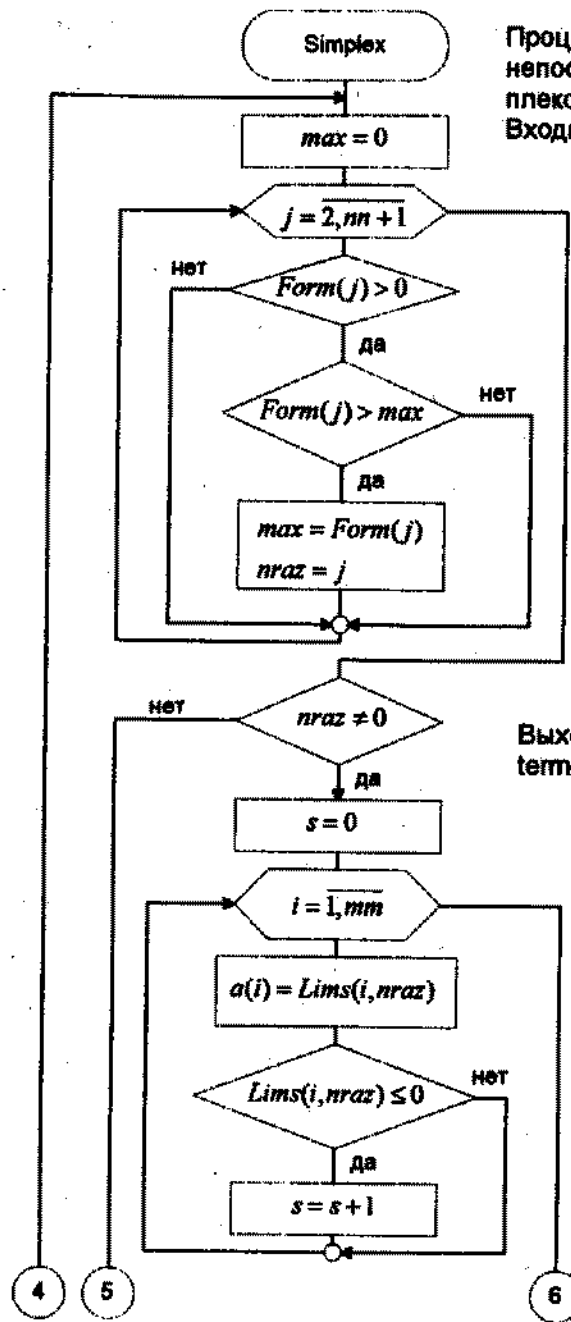 Simplex
Проц
непос
плекс
Входн
max = 0
j = 2, nn + 1
нет
Form(j) > 0
да
Form(j) > max
нет
да
max = Form(j)
nraz = j
нет
nraz ≠ 0
Выхо
term
да
s = 0
i = 1, mm
a(i) = Lims(i, nraz)
Lims(i, nraz) ≤ 0
нет
да
s = s + 1
4
5
6